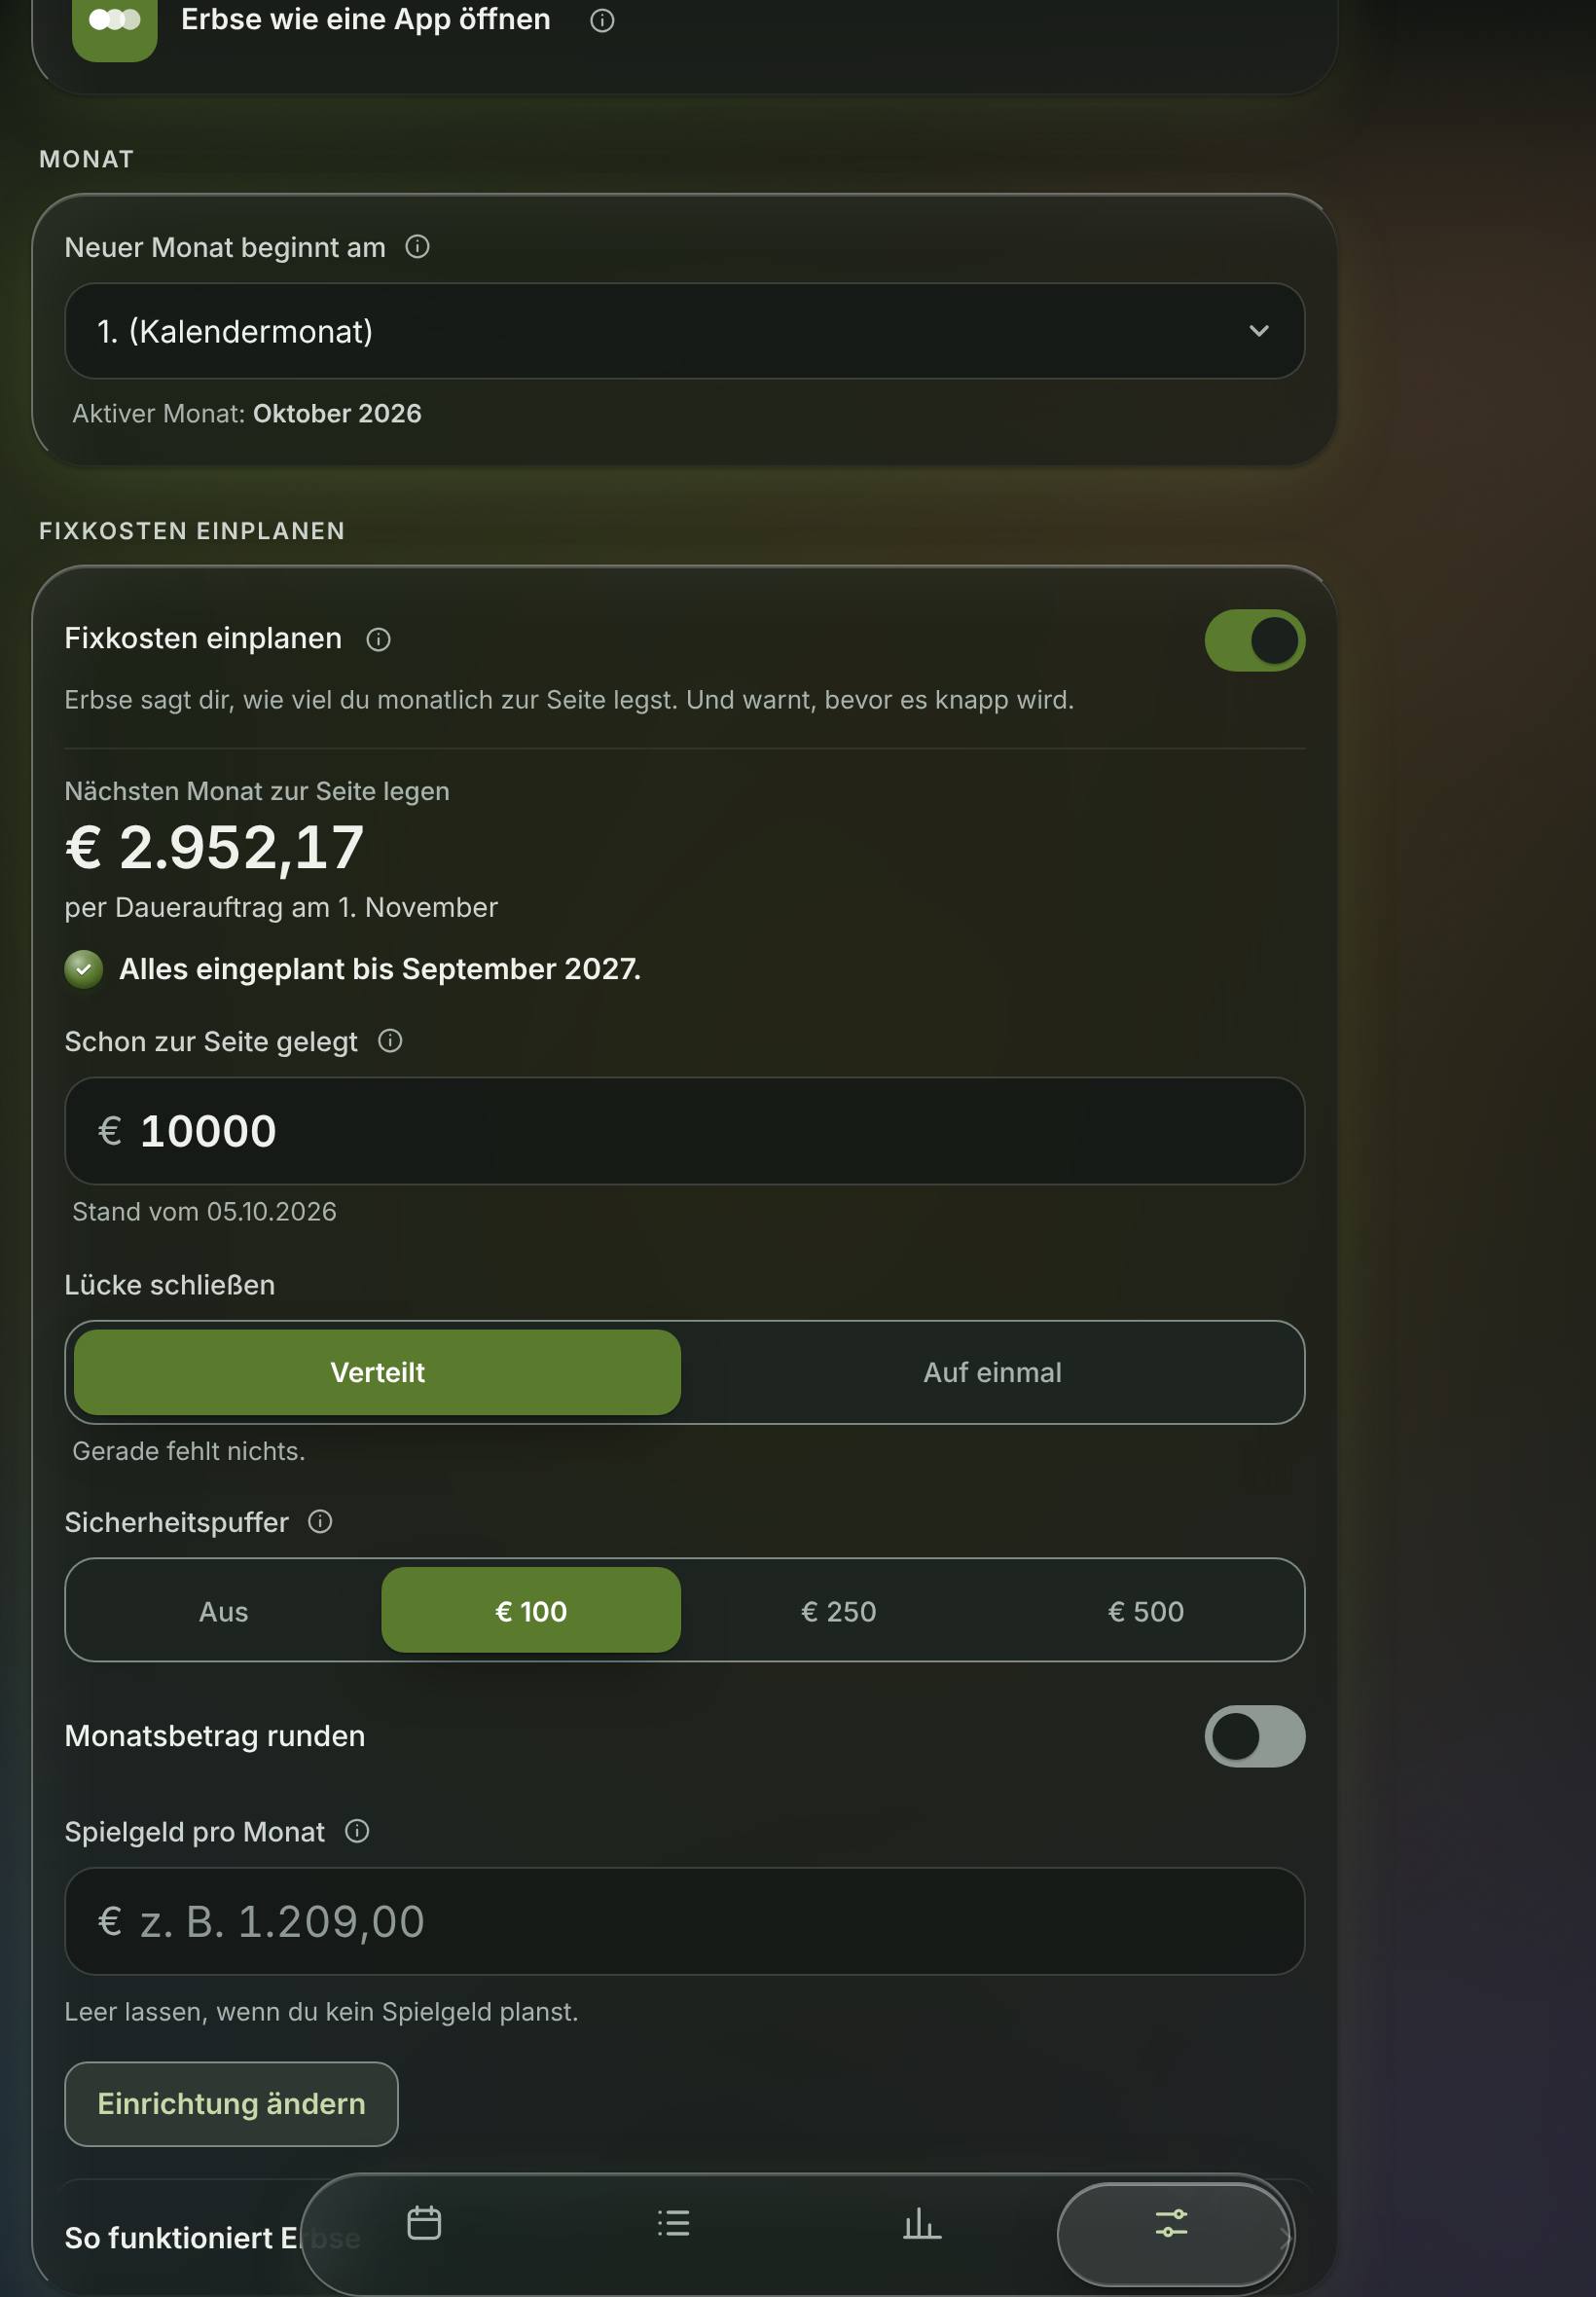 Erbse wie eine App öffnen
MONAT
Neuer Monat beginnt am
1. (Kalendermonat)
Aktiver Monat: Oktober 2026
FIXKOSTEN EINPLANEN
Fixkosten einplanen
Erbse sagt dir, wie viel du monatlich zur Seite legst. Und warnt, bevor es knapp wird.
Nächsten Monat zur Seite legen
€ 2.952,17
per Dauerauftrag am 1. November
Alles eingeplant bis September 2027.
Schon zur Seite gelegt
€ 10000
Stand vom 05.10.2026
Lücke schließen
Verteilt Auf einmal
Gerade fehlt nichts.
Sicherheitspuffer
Aus € 100 € 250 € 500
Monatsbetrag runden
Spielgeld pro Monat
€ z. B. 1.209,00
Leer lassen, wenn du kein Spielgeld planst.
Einrichtung ändern
So funktioniert Erbse